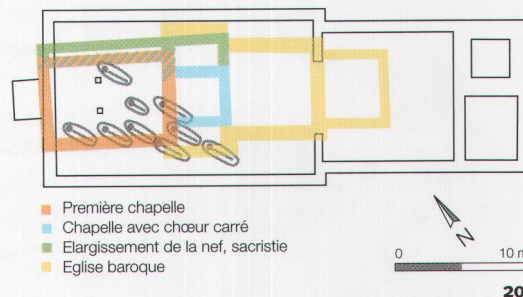 Première chapelle
Chapelle avec chœur carré
Elargissement de la nef, sacristie
Eglise baroque
N
0 10 m
20